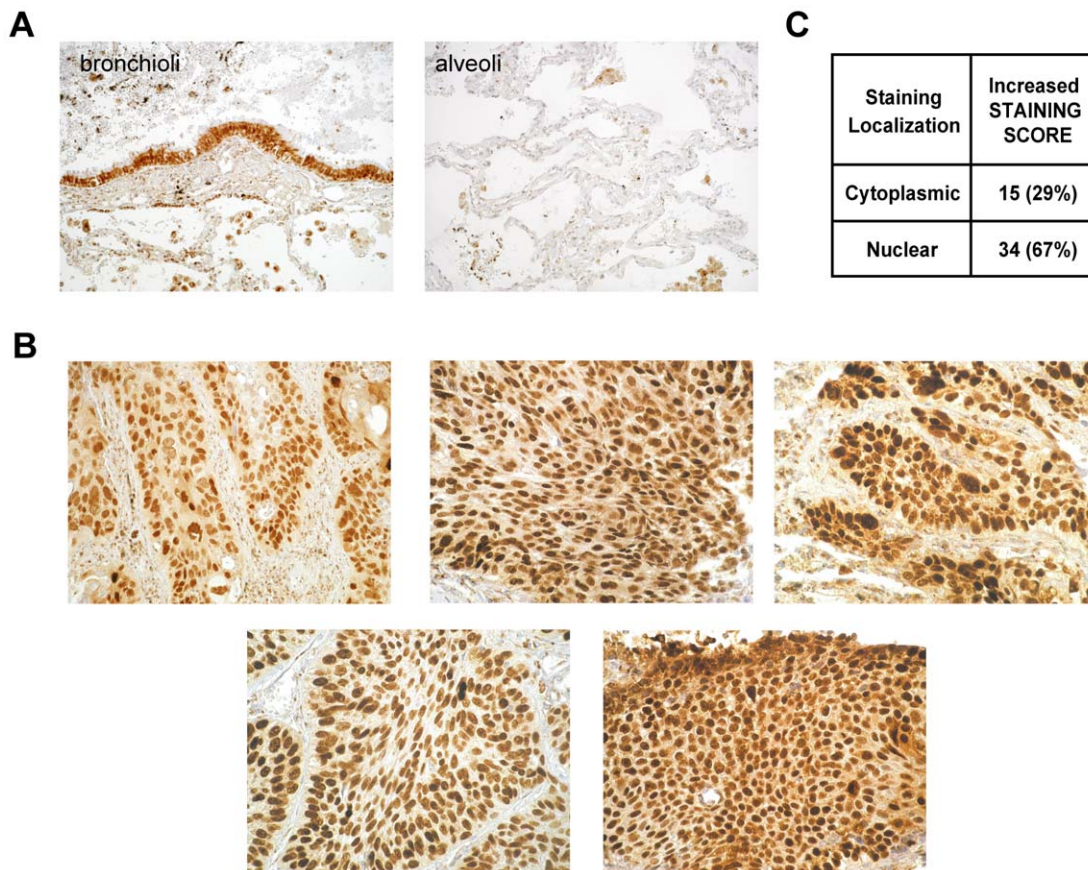 A
bronchioli
alveoli
C
Staining
Localization
Increased
STAINING
SCORE
Cytoplasmic
15 (29%)
Nuclear
34 (67%)
B